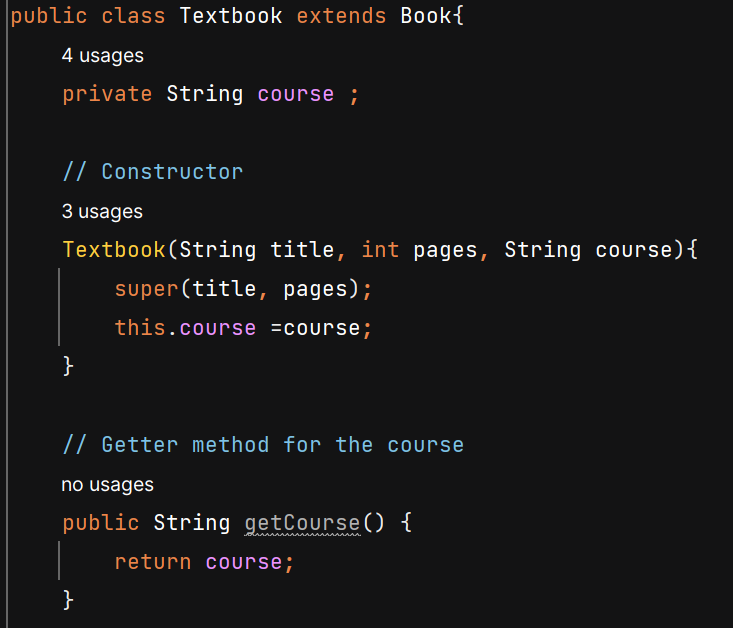 public class Textbook extends Book{
4 usages
private String course ;
// Constructor
3 usages
Textbook(String title, int pages, String course){
super(title, pages);
this.course =course;
}
// Getter method for the course
no usages
public String getCourse() {
return course;
}